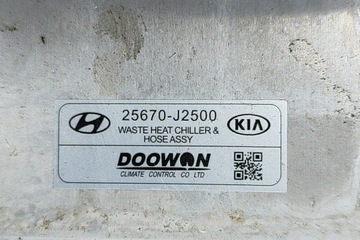 25670-J2500
KIA
WASTE HEAT CHILLER &
HOSE ASSY
DOOWON
CLIMATE CONTROL CO LTD